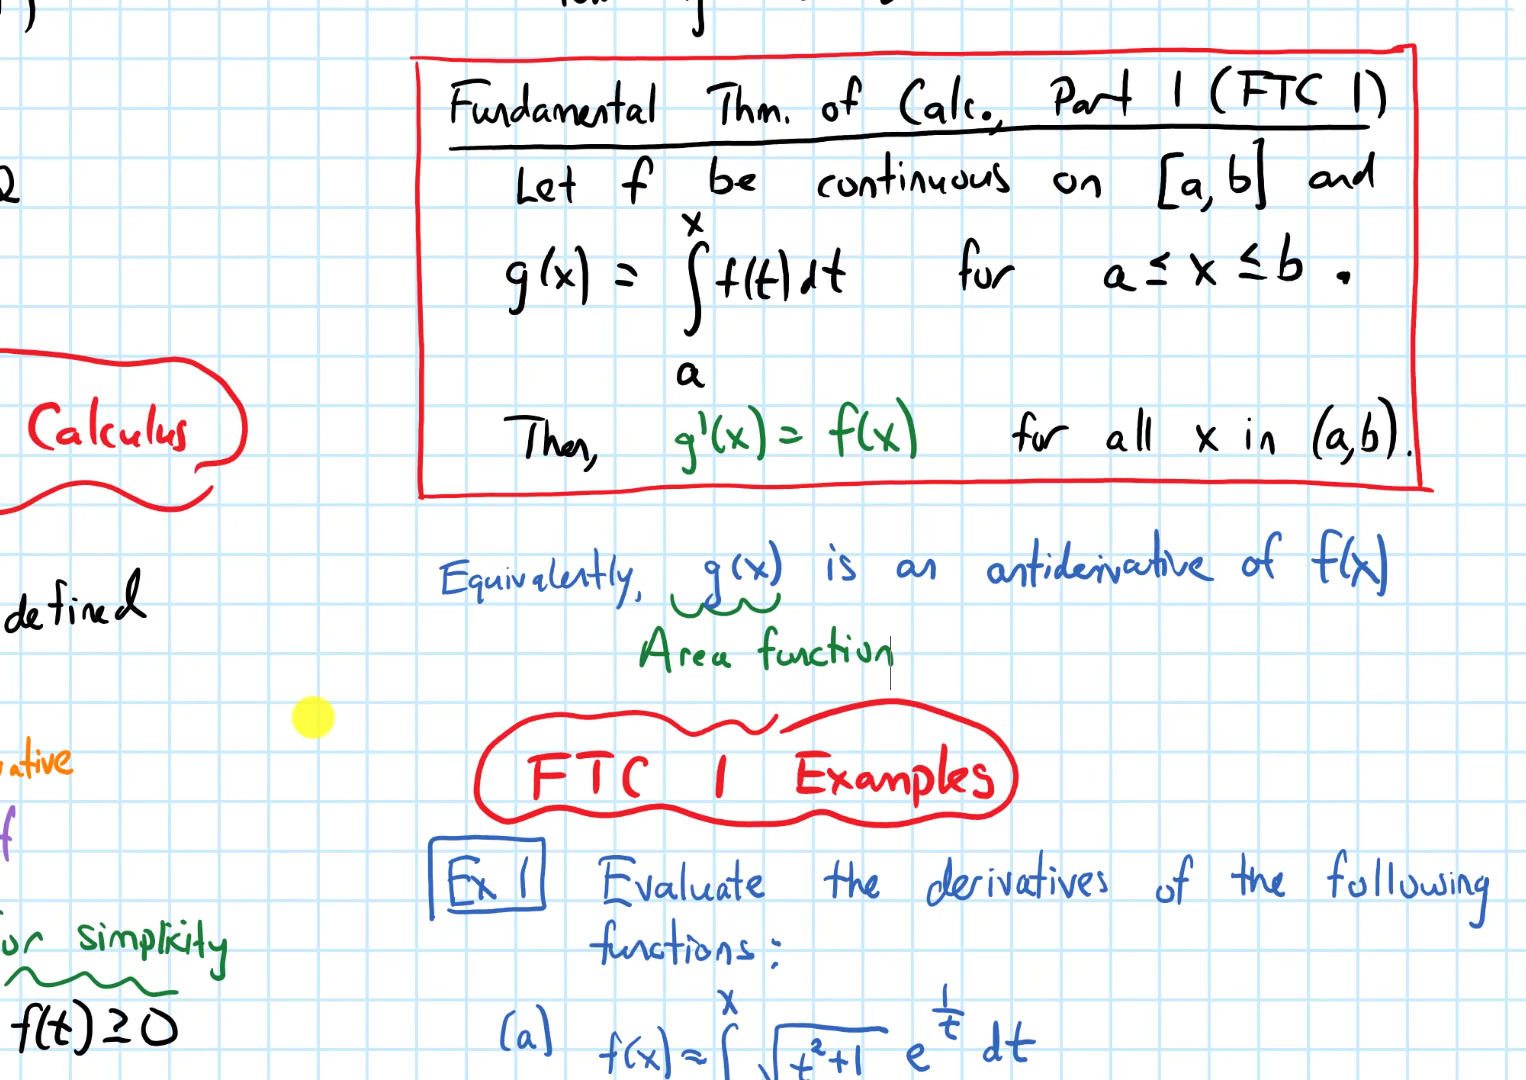 Fundamental Thm. of Calc., Part 1 (FTC 1)
Let f be continuous on [a, b] and
g(x) = ∫ₐˣ f(t) dt for a ≤ x ≤ b .
Then, g'(x) = f(x) for all x in (a,b).
Equivalently, g(x) is an antiderivative of f(x)
Area function
FTC 1 Examples
Ex 1 Evaluate the derivatives of the following
functions:
(a) f(x) = ∫ˣ √(t²+1) e^(1/t) dt
Calculus
defined
simplicity
f(t) ≥ 0